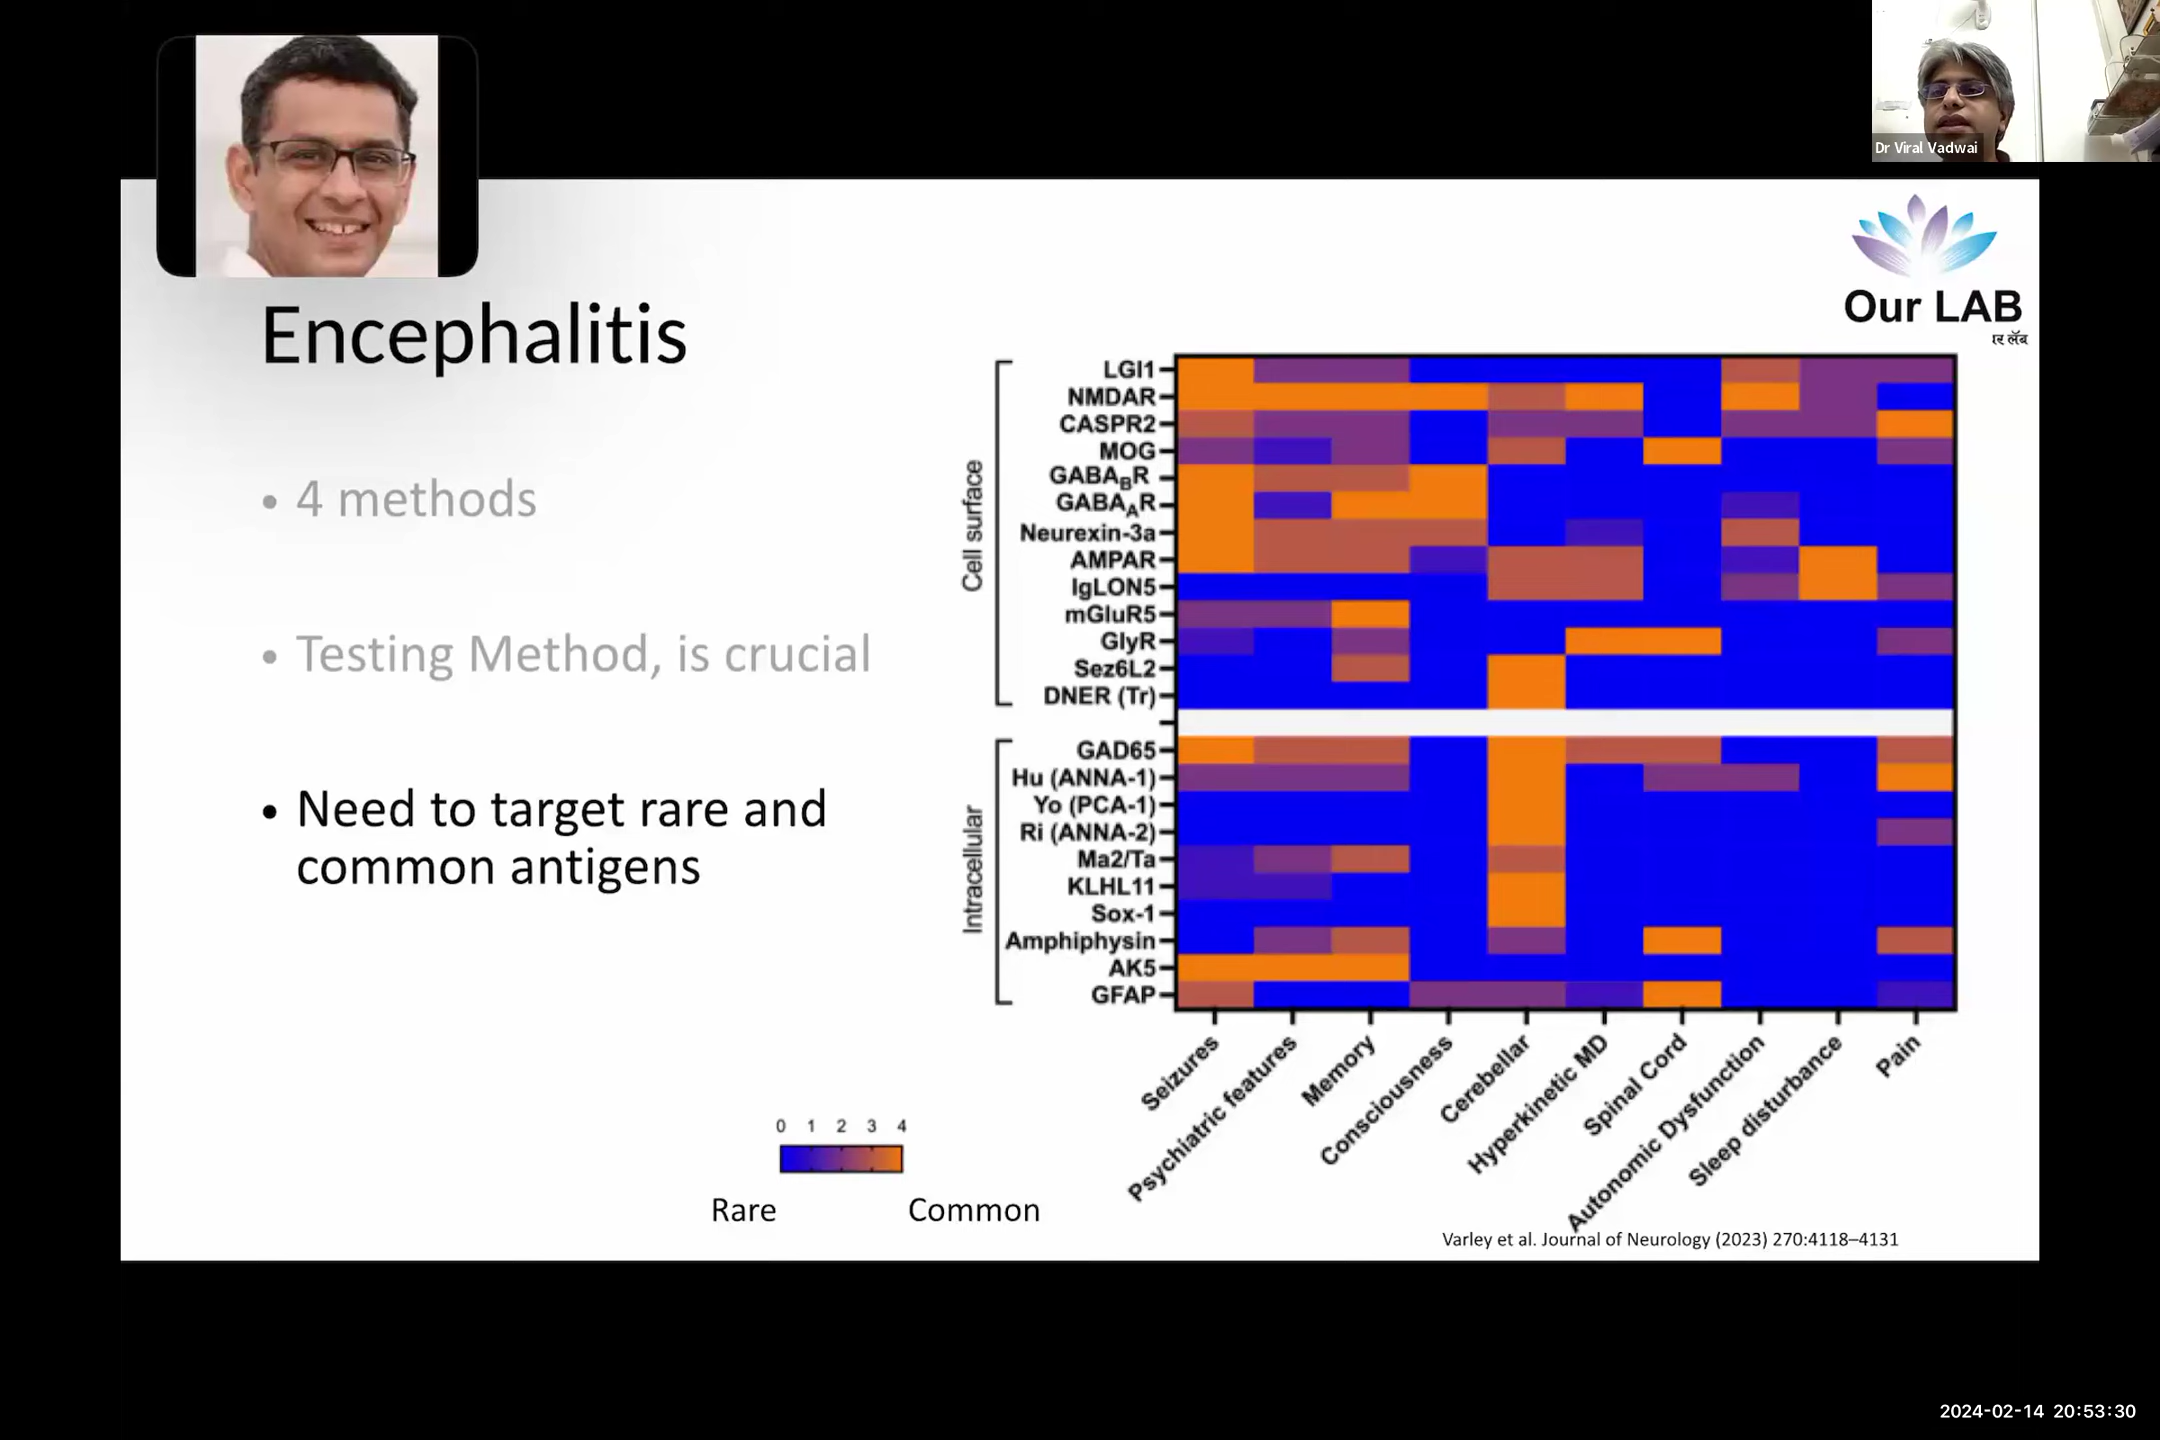 Dr Viral Vadwai
Our LAB
र लॅब
Encephalitis
• 4 methods
• Testing Method, is crucial
• Need to target rare and
common antigens
Cell surface
LGI1
NMDAR
CASPR2
MOG
GABABR
GABAAR
Neurexin-3a
AMPAR
IgLON5
mGluR5
GlyR
Sez6L2
DNER (Tr)
Intracellular
GAD65
Hu (ANNA-1)
Yo (PCA-1)
Ri (ANNA-2)
Ma2/Ta
KLHL11
Sox-1
Amphiphysin
AK5
GFAP
Seizures
Psychiatric features
Memory
Consciousness
Cerebellar
Hyperkinetic MD
Spinal Cord
Autonomic Dysfunction
Sleep disturbance
Pain
0 1 2 3 4
Rare Common
Varley et al. Journal of Neurology (2023) 270:4118–4131
2024-02-14 20:53:30